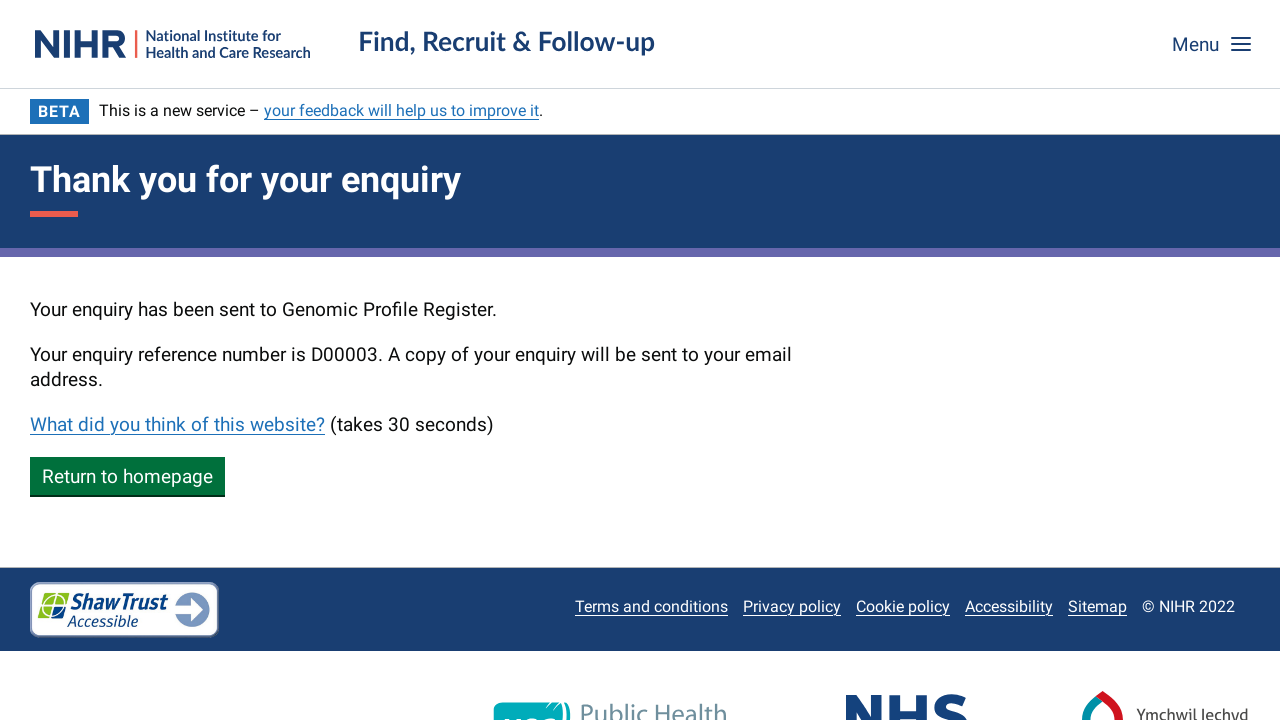 NIHR National Institute for
Health and Care Research
Find, Recruit & Follow-up
Menu
BETA This is a new service – your feedback will help us to improve it.
Thank you for your enquiry
Your enquiry has been sent to Genomic Profile Register.
Your enquiry reference number is D00003. A copy of your enquiry will be sent to your email
address.
What did you think of this website? (takes 30 seconds)
Return to homepage
Shaw Trust
Accessible
Terms and conditions Privacy policy Cookie policy Accessibility Sitemap © NIHR 2022
Public Health
NHS
Ymchwil Iechyd